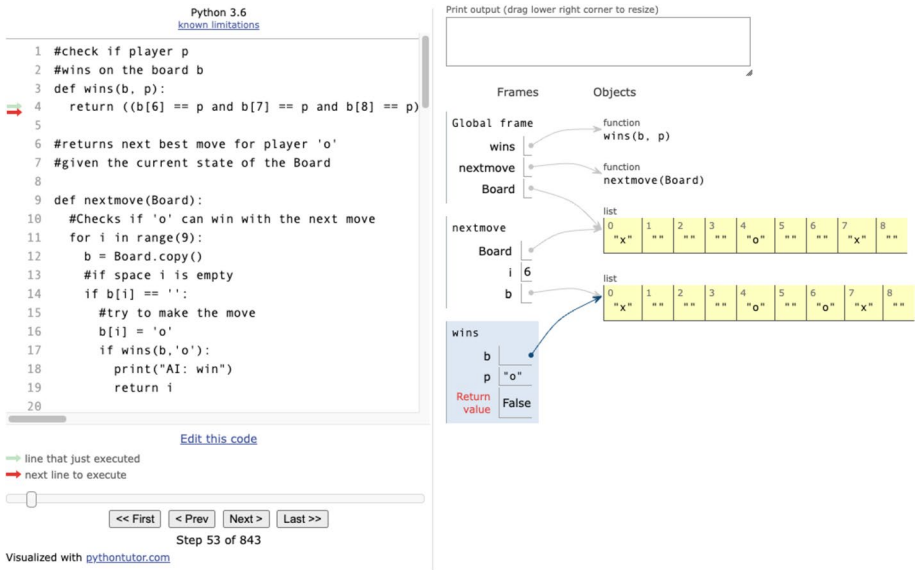 Python 3.6
known limitations
1 #check if player p
2 #wins on the board b
3 def wins(b, p):
4   return ((b[6] == p and b[7] == p and b[8] == p)
5
6 #returns next best move for player 'o'
7 #given the current state of the Board
8
9 def nextmove(Board):
10   #Checks if 'o' can win with the next move
11   for i in range(9):
12     b = Board.copy()
13     #if space i is empty
14     if b[i] == '':
15       #try to make the move
16       b[i] = 'o'
17       if wins(b,'o'):
18         print("AI: win")
19         return i
20
Edit this code
line that just executed
next line to execute
<< First < Prev Next > Last >>
Step 53 of 843
Visualized with pythontutor.com
Print output (drag lower right corner to resize)
Frames Objects
Global frame
wins
nextmove
Board
function
wins(b, p)
function
nextmove(Board)
list
0 1 2 3 4 5 6 7 8
"x" "" "" "" "o" "" "" "x" ""
nextmove
Board
i 6
b
list
0 1 2 3 4 5 6 7 8
"x" "" "" "" "o" "" "o" "x" ""
wins
b
p "o"
Return
value False